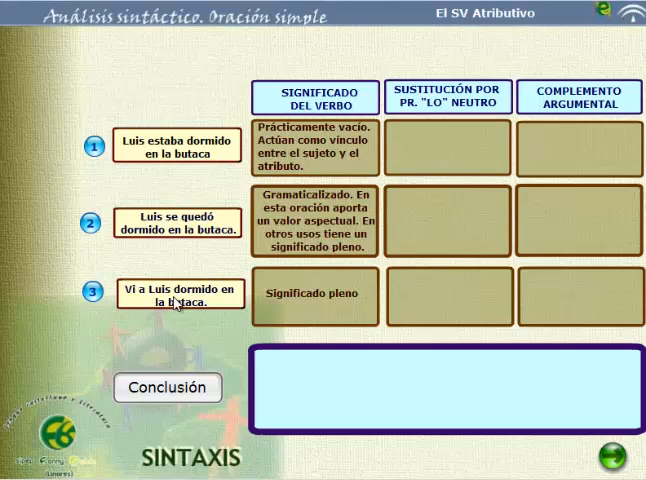 Análisis sintáctico. Oración simple
El SV Atributivo
SIGNIFICADO
DEL VERBO
SUSTITUCIÓN POR
PR. "LO" NEUTRO
COMPLEMENTO
ARGUMENTAL
1
Luis estaba dormido
en la butaca
Prácticamente vacío.
Actúan como vínculo
entre el sujeto y el
atributo.
2
Luis se quedó
dormido en la butaca.
Gramaticalizado. En
esta oración aporta
un valor aspectual. En
otros usos tiene un
significado pleno.
3
Vi a Luis dormido en
la butaca.
Significado pleno
Conclusión
SINTAXIS
(Linares)